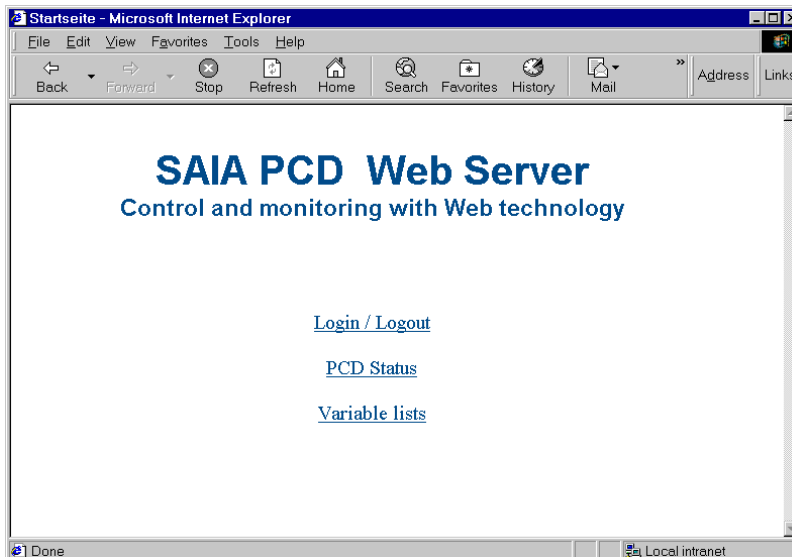 Startseite - Microsoft Internet Explorer
File Edit View Favorites Tools Help
Back Forward Stop Refresh Home Search Favorites History Mail » Address Links
SAIA PCD Web Server
Control and monitoring with Web technology
Login / Logout
PCD Status
Variable lists
Done Local intranet